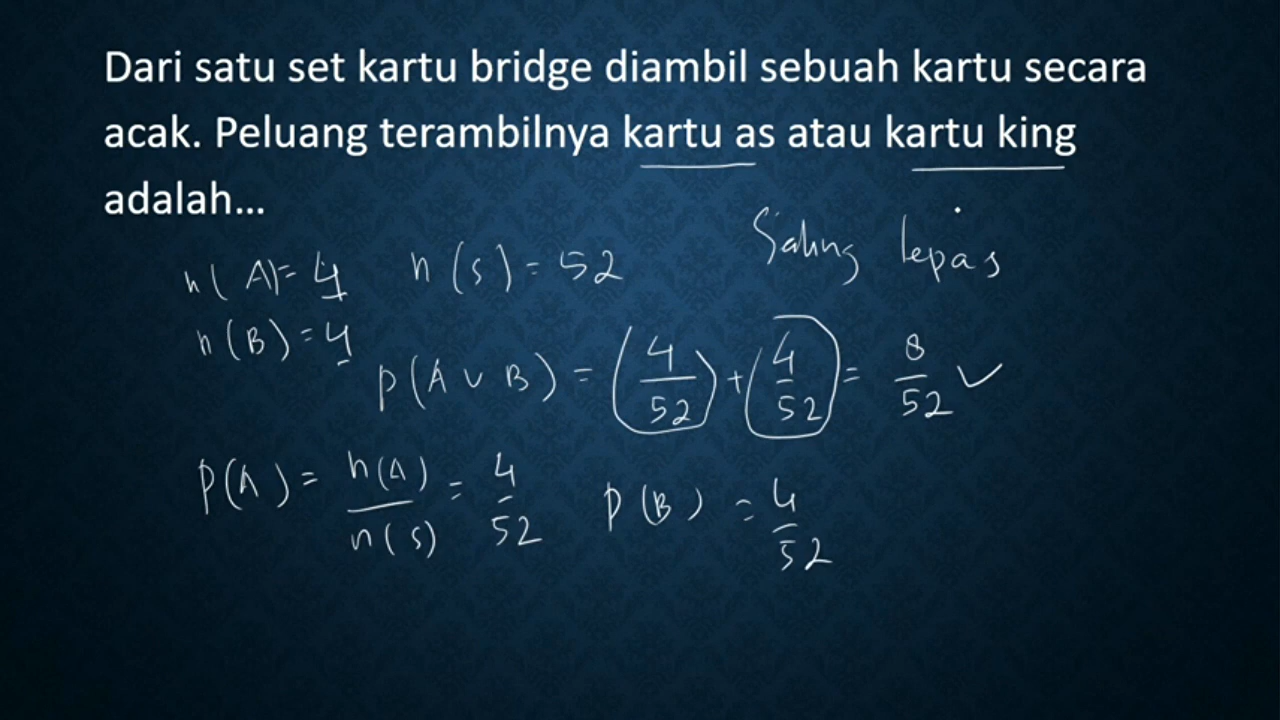 Dari satu set kartu bridge diambil sebuah kartu secara
acak. Peluang terambilnya kartu as atau kartu king
adalah...
Saling lepas
n(A)=4 n(s)=52
n(B)=4
P(A∪B) = (4/52)+(4/52)= 8/52 ✓
P(A)= n(A)/n(s) = 4/52 P(B) = 4/52